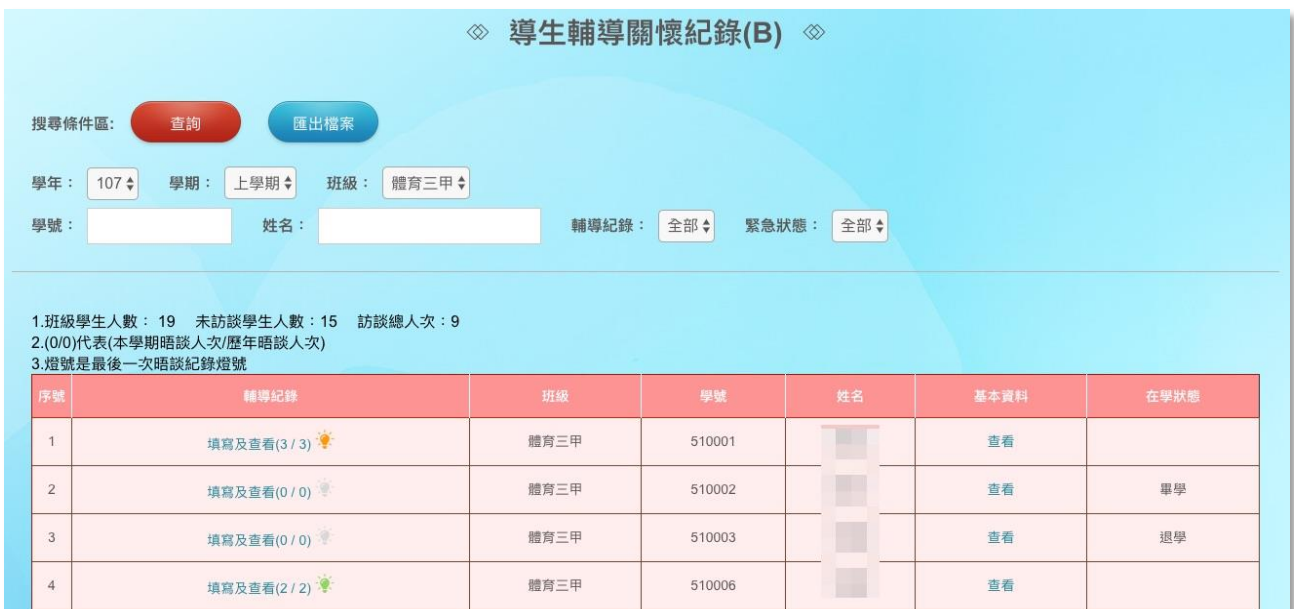 導生輔導關懷紀錄(B)
搜尋條件區: 查詢 匯出檔案
學年： 107 學期： 上學期 班級： 體育三甲
學號： 姓名： 輔導紀錄： 全部 緊急狀態： 全部
1.班級學生人數： 19 未訪談學生人數：15 訪談總人次：9
2.(0/0)代表(本學期晤談人次/歷年晤談人次)
3.燈號是最後一次晤談紀錄燈號
序號 輔導紀錄 班級 學號 姓名 基本資料 在學狀態
1 填寫及查看(3 / 3) 體育三甲 510001 查看
2 填寫及查看(0 / 0) 體育三甲 510002 查看 畢學
3 填寫及查看(0 / 0) 體育三甲 510003 查看 退學
4 填寫及查看(2 / 2) 體育三甲 510006 查看